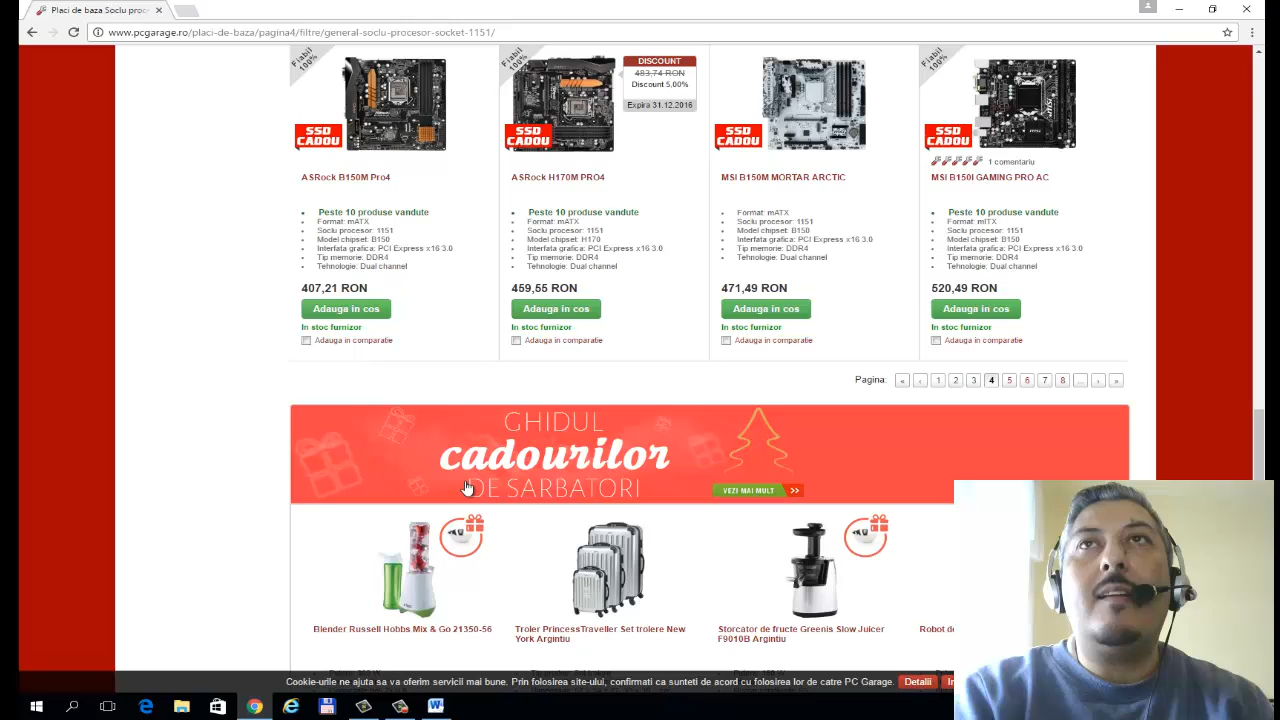 Placi de baza Soclu proc
www.pcgarage.ro/placi-de-baza/pagina4/filtre/general-soclu-procesor-socket-1151/
Fiabil 100%
SSD CADOU
Fiabil 100%
SSD CADOU
DISCOUNT
483,74 RON
Discount 5,00%
Expira 31.12.2016
SSD CADOU
Fiabil 100%
SSD CADOU
1 comentariu
ASRock B150M Pro4
ASRock H170M PRO4
MSI B150M MORTAR ARCTIC
MSI B150I GAMING PRO AC
Peste 10 produse vandute
Format: mATX
Soclu procesor: 1151
Model chipset: B150
Interfata grafica: PCI Express x16 3.0
Tip memorie: DDR4
Tehnologie: Dual channel
407,21 RON
Adauga in cos
In stoc furnizor
Adauga in comparatie
Peste 10 produse vandute
Format: mATX
Soclu procesor: 1151
Model chipset: H170
Interfata grafica: PCI Express x16 3.0
Tip memorie: DDR4
Tehnologie: Dual channel
459,55 RON
Adauga in cos
In stoc furnizor
Adauga in comparatie
Format: mATX
Soclu procesor: 1151
Model chipset: B150
Interfata grafica: PCI Express x16 3.0
Tip memorie: DDR4
Tehnologie: Dual channel
471,49 RON
Adauga in cos
In stoc furnizor
Adauga in comparatie
Peste 10 produse vandute
Format: mITX
Soclu procesor: 1151
Model chipset: B150
Interfata grafica: PCI Express x16 3.0
Tip memorie: DDR4
Tehnologie: Dual channel
520,49 RON
Adauga in cos
In stoc furnizor
Adauga in comparatie
Pagina: « ‹ 1 2 3 4 5 6 7 8 ... › »
GHIDUL
cadourilor
DE SARBATORI
VEZI MAI MULT >>
Blender Russell Hobbs Mix & Go 21350-56
Troler PrincessTraveller Set trolere New
York Argintiu
Storcator de fructe Greenis Slow Juicer
F9010B Argintiu
Robot d
Cookie-urile ne ajuta sa va oferim servicii mai bune. Prin folosirea site-ului, confirmati ca sunteti de acord cu folosirea lor de catre PC Garage.
Detalii